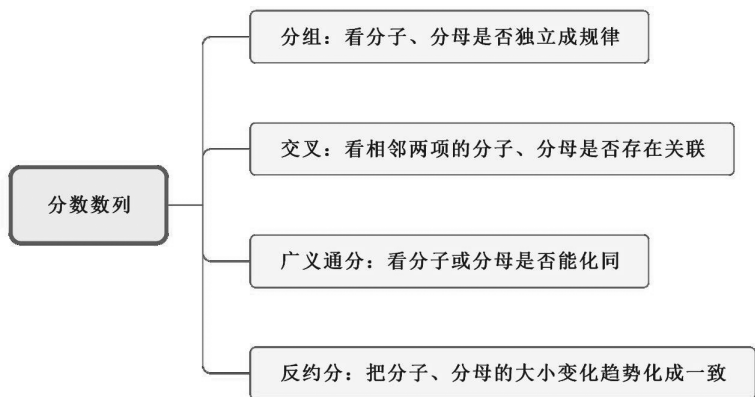 分组：看分子、分母是否独立成规律
交叉：看相邻两项的分子、分母是否存在关联
分数数列
广义通分：看分子或分母是否能化同
反约分：把分子、分母的大小变化趋势化成一致